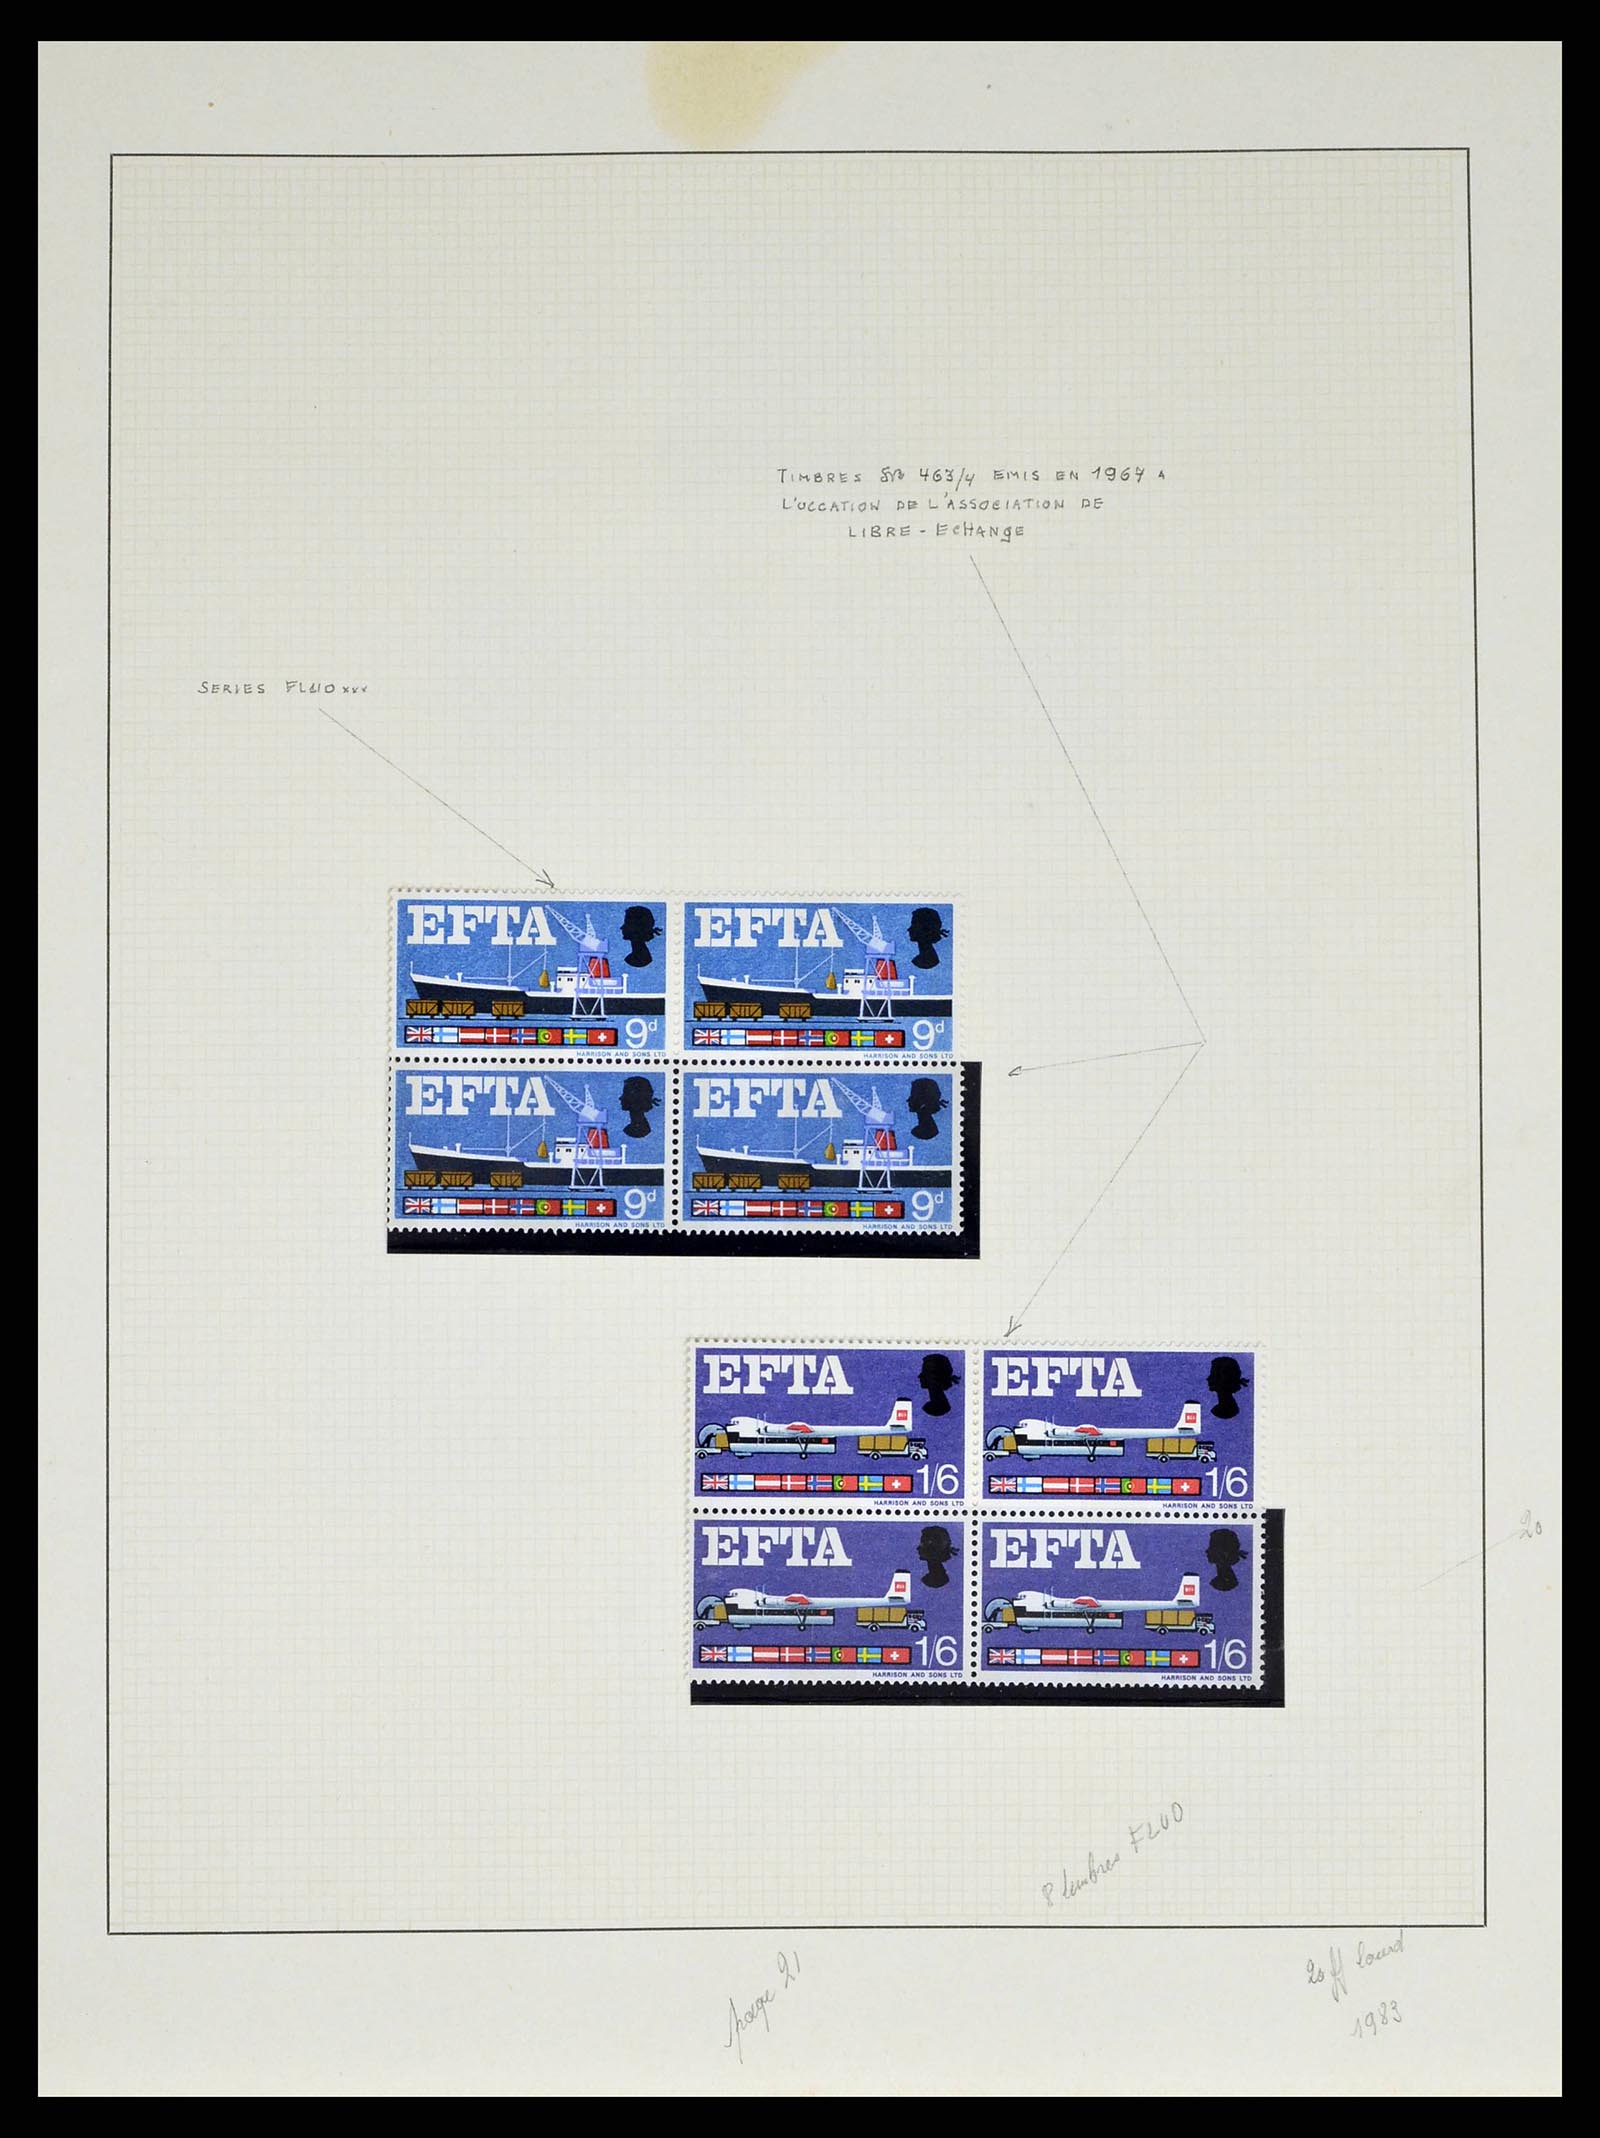 TIMBRES 463/4 EMIS EN 1967 A
L'OCCATION DE L'ASSOCIATION DE
LIBRE-ECHANGE
SERIES FLUO xxx
EFTA
EFTA
9d
9d
HARRISON AND SONS LTD
HARRISON AND SONS LTD
EFTA
EFTA
9d
9d
HARRISON AND SONS LTD
HARRISON AND SONS LTD
EFTA
EFTA
1/6
1/6
HARRISON AND SONS LTD
HARRISON AND SONS LTD
20
EFTA
EFTA
1/6
1/6
HARRISON AND SONS LTD
HARRISON AND SONS LTD
8 timbres FLUO
page 21
20 ff
1983